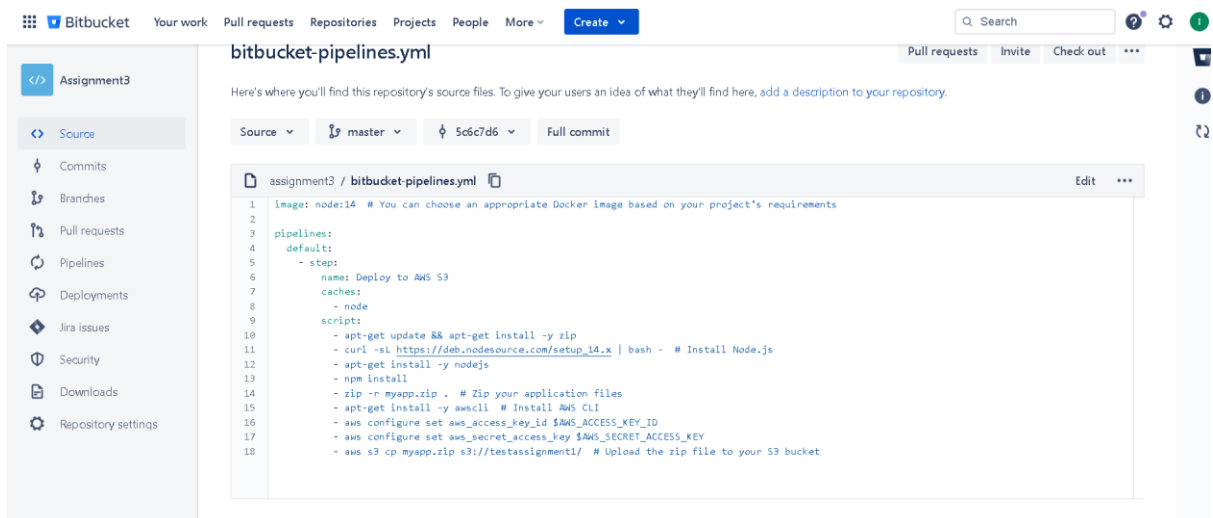 Bitbucket Your work Pull requests Repositories Projects People More Create Search ? I
bitbucket-pipelines.yml Pull requests Invite Check out ...
Assignment3
Here's where you'll find this repository's source files. To give your users an idea of what they'll find here, add a description to your repository.
Source Source master 5c6c7d6 Full commit
Commits
Branches
Pull requests
Pipelines
Deployments
Jira issues
Security
Downloads
Repository settings
assignment3 / bitbucket-pipelines.yml Edit ...
1 image: node:14 # You can choose an appropriate Docker image based on your project's requirements
2
3 pipelines:
4 default:
5 - step:
6 name: Deploy to AWS S3
7 caches:
8 - node
9 script:
10 - apt-get update && apt-get install -y zip
11 - curl -sL https://deb.nodesource.com/setup_14.x | bash - # Install Node.js
12 - apt-get install -y nodejs
13 - npm install
14 - zip -r myapp.zip . # Zip your application files
15 - apt-get install -y awscli # Install AWS CLI
16 - aws configure set aws_access_key_id $AWS_ACCESS_KEY_ID
17 - aws configure set aws_secret_access_key $AWS_SECRET_ACCESS_KEY
18 - aws s3 cp myapp.zip s3://testassignment1/ # Upload the zip file to your S3 bucket